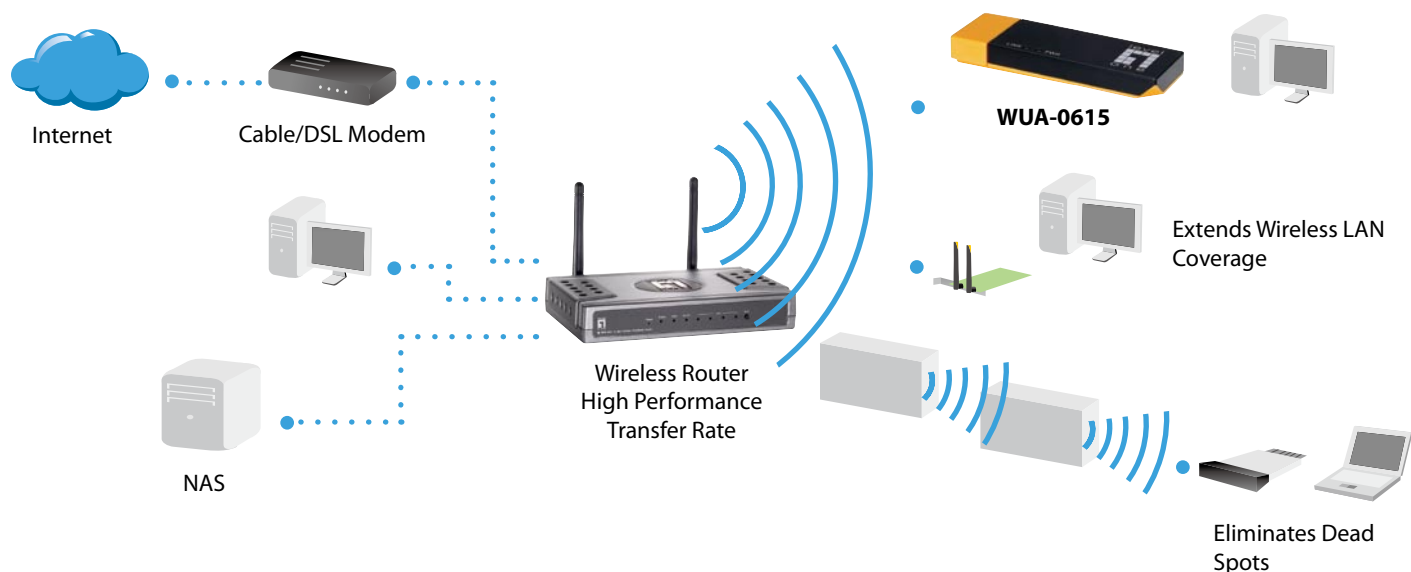 Internet
Cable/DSL Modem
WUA-0615
Extends Wireless LAN
Coverage
Wireless Router
High Performance
Transfer Rate
NAS
Eliminates Dead
Spots